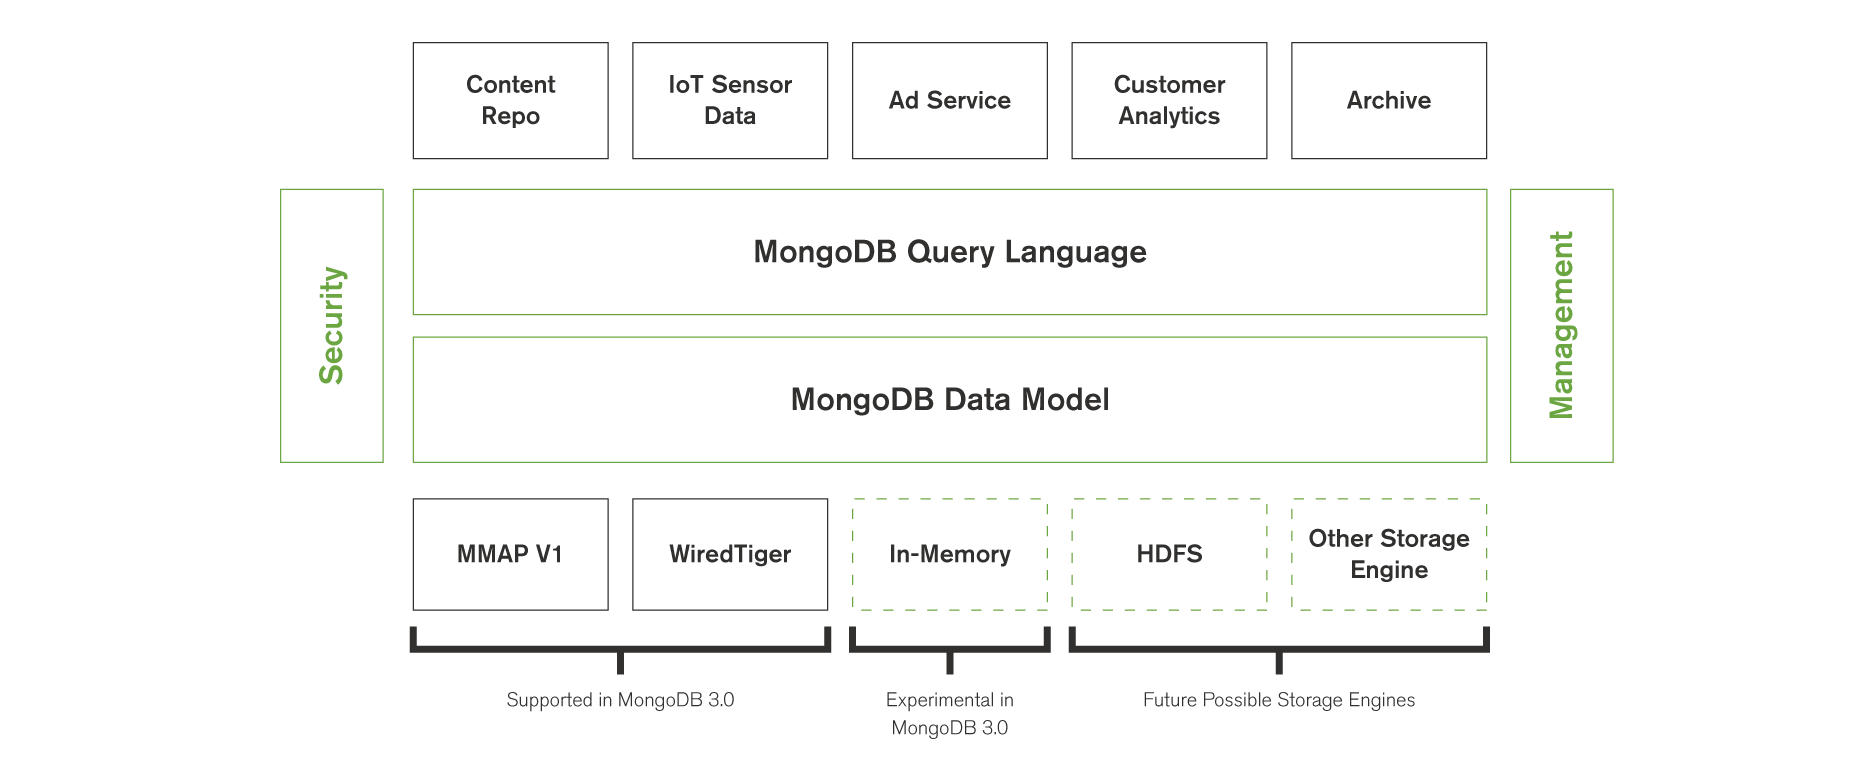 Content
Repo
IoT Sensor
Data
Ad Service
Customer
Analytics
Archive
Security
MongoDB Query Language
MongoDB Data Model
Management
MMAP V1
WiredTiger
In-Memory
HDFS
Other Storage
Engine
Supported in MongoDB 3.0
Experimental in
MongoDB 3.0
Future Possible Storage Engines